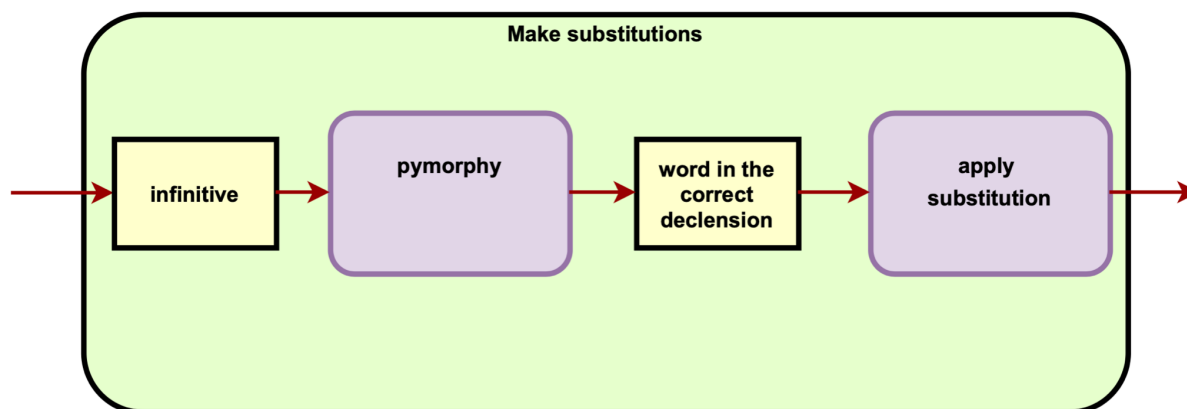 Make substitutions
infinitive
pymorphy
word in the
correct
declension
apply
substitution